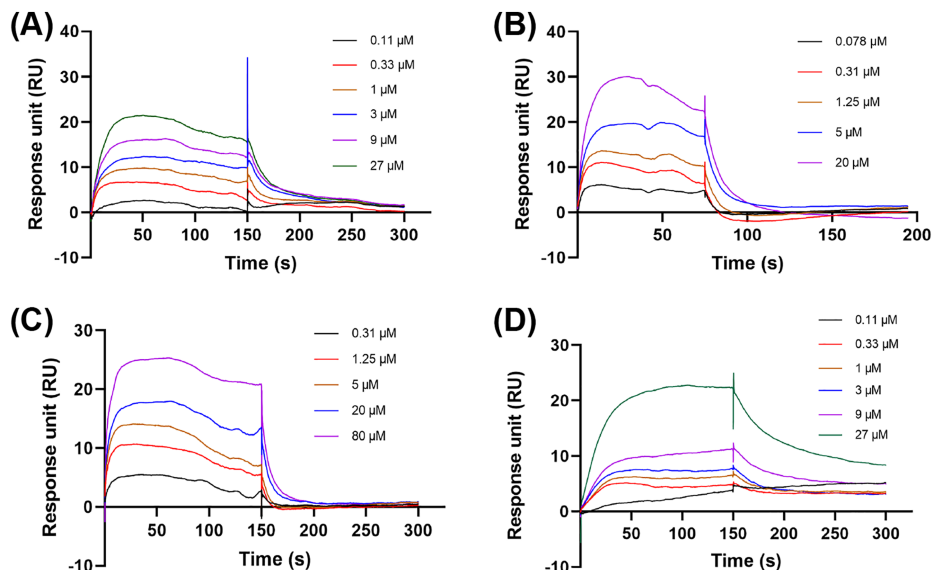 (A)
Response unit (RU)
40
30
20
10
0
-10
50 100 150 200 250 300
Time (s)
0.11 µM
0.33 µM
1 µM
3 µM
9 µM
27 µM
(B)
Response unit (RU)
40
30
20
10
0
-10
50 100 150 200
Time (s)
0.078 µM
0.31 µM
1.25 µM
5 µM
20 µM
(C)
Response unit (RU)
30
20
10
0
-10
50 100 150 200 250 300
Time (s)
0.31 µM
1.25 µM
5 µM
20 µM
80 µM
(D)
Response unit (RU)
30
20
10
0
-10
50 100 150 200 250 300
Time (s)
0.11 µM
0.33 µM
1 µM
3 µM
9 µM
27 µM